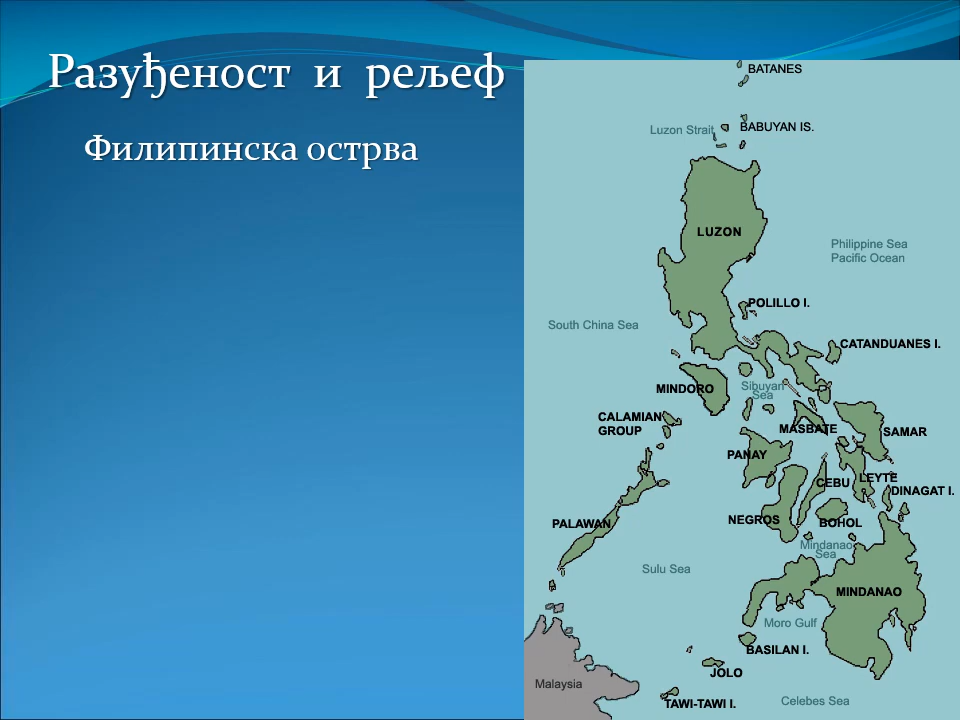 Разуђеност и рељеф
Филипинска острва
BATANES
Luzon Strait
BABUYAN IS.
LUZON
Philippine Sea
Pacific Ocean
POLILLO I.
South China Sea
CATANDUANES I.
MINDORO
Sibuyan
Sea
CALAMIAN
GROUP
MASBATE
SAMAR
PANAY
CEBU
LEYTE
DINAGAT I.
PALAWAN
NEGROS
BOHOL
Mindanao
Sea
Sulu Sea
MINDANAO
Moro Gulf
BASILAN I.
JOLO
Malaysia
TAWI-TAWI I.
Celebes Sea